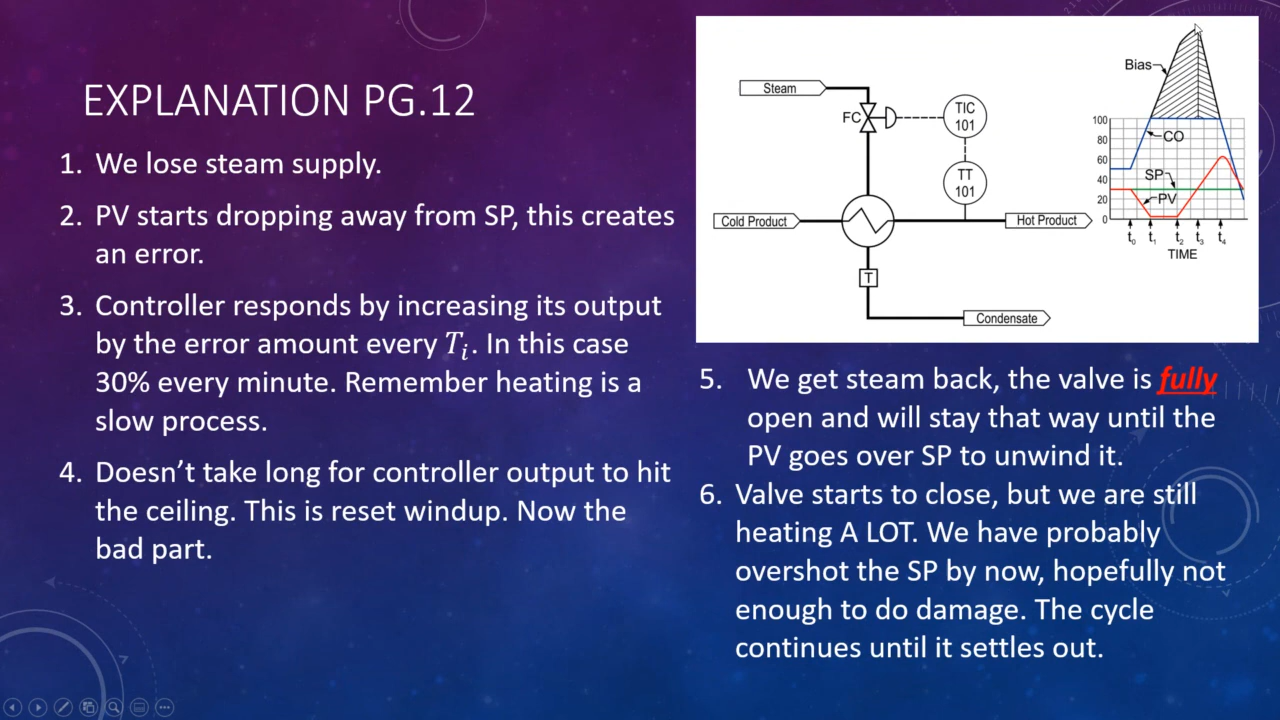 EXPLANATION PG.12
1. We lose steam supply.
2. PV starts dropping away from SP, this creates
an error.
3. Controller responds by increasing its output
by the error amount every Tᵢ. In this case
30% every minute. Remember heating is a
slow process.
4. Doesn’t take long for controller output to hit
the ceiling. This is reset windup. Now the
bad part.
Steam
FC
TIC
101
TT
101
Cold Product
Hot Product
T
Condensate
Bias
100
80
60
40
20
0
CO
SP
PV
t₀ t₁ t₂ t₃ t₄
TIME
5. We get steam back, the valve is fully
open and will stay that way until the
PV goes over SP to unwind it.
6. Valve starts to close, but we are still
heating A LOT. We have probably
overshot the SP by now, hopefully not
enough to do damage. The cycle
continues until it settles out.